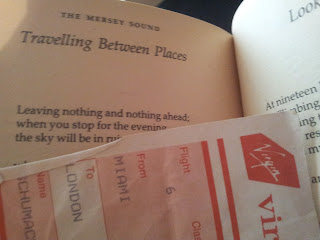 THE MERSEY SOUND
Travelling Between Places
Leaving nothing and nothing ahead;
when you stop for the evening
the sky will be in
Look
At nineteen
Virgin
Flight
6
From
MIAMI
To
LONDON
Name